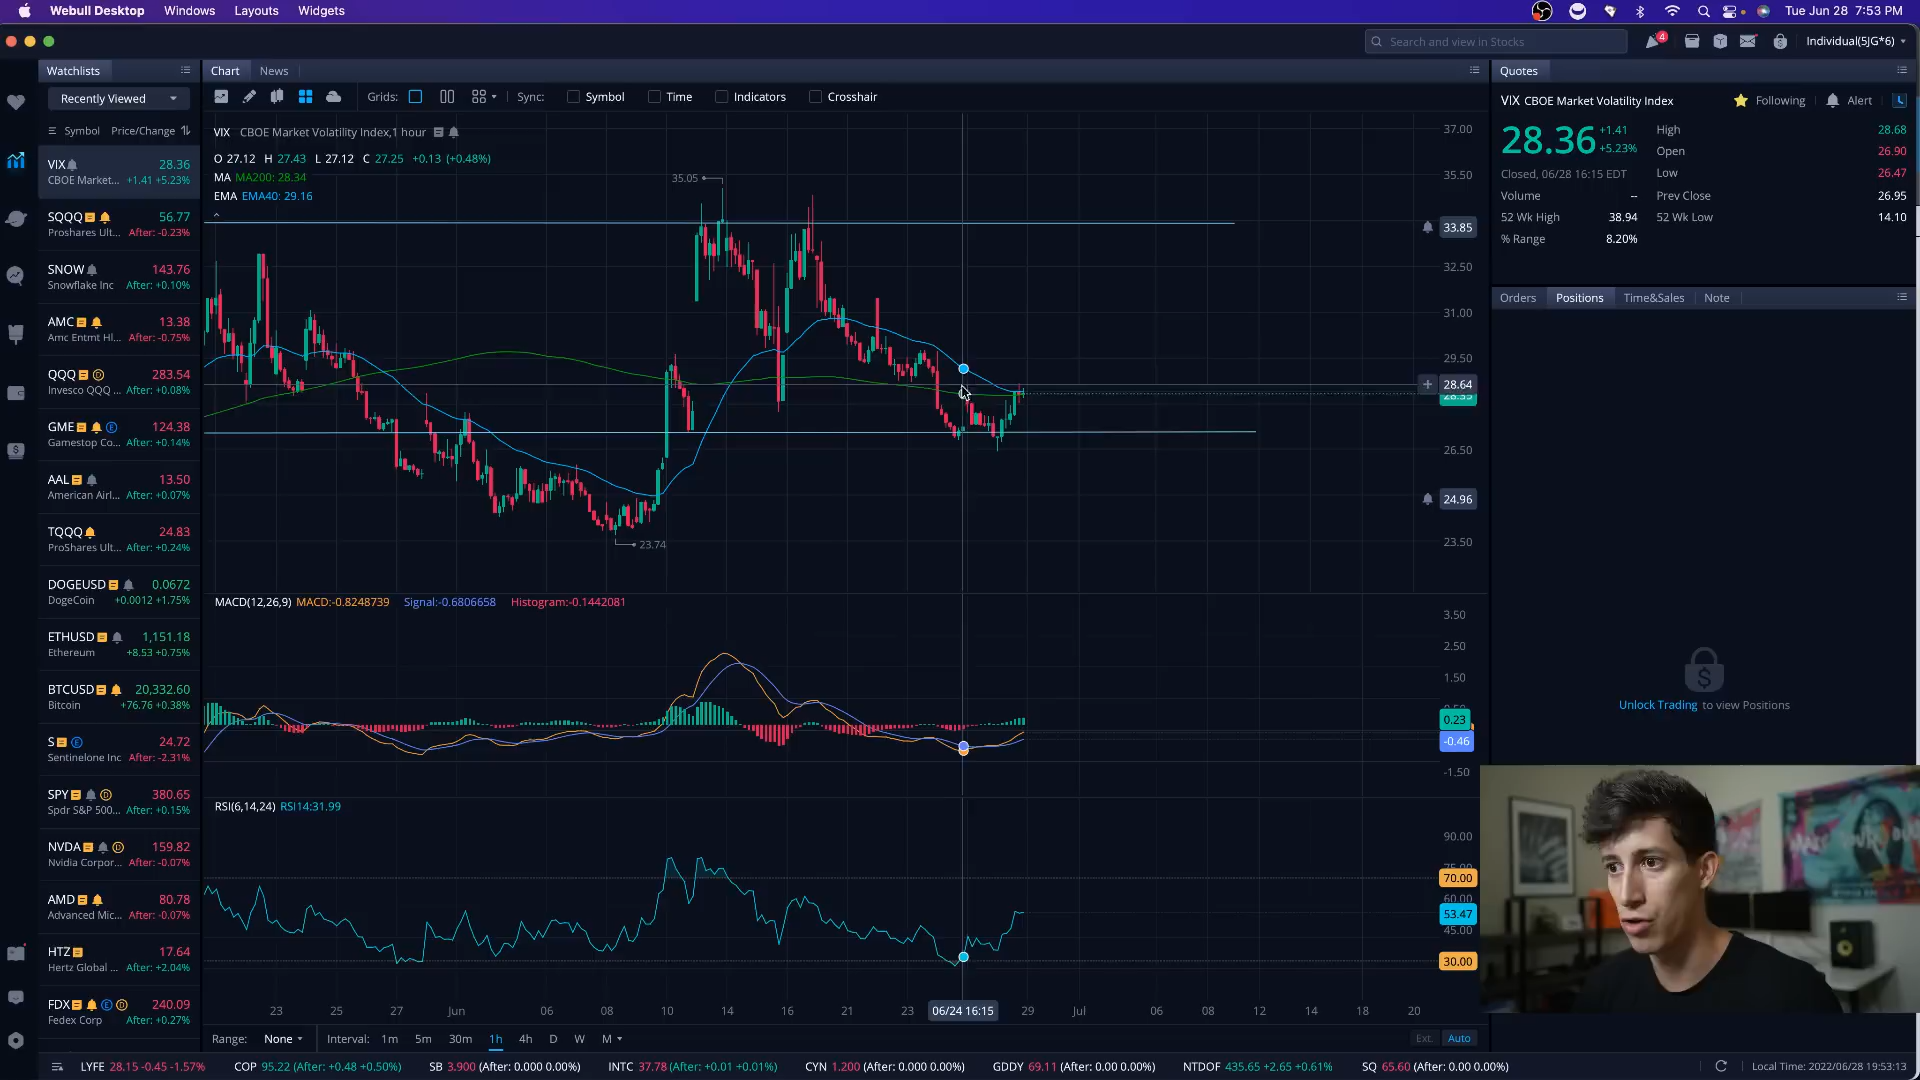 Webull Desktop Windows Layouts Widgets Tue Jun 28 7:53 PM
Search and view in Stocks 4 Individual(5JG*6)
Watchlists Chart News Quotes
Recently Viewed Grids: Sync: Symbol Time Indicators Crosshair
VIX CBOE Market Volatility Index Following Alert L
Symbol Price/Change
VIX CBOE Market Volatility Index,1 hour
O 27.12 H 27.43 L 27.12 C 27.25 +0.13 (+0.48%)
MA MA200: 28.34
EMA EMA40: 29.16
28.36 +1.41 +5.23%
High 28.68
Open 26.90
Closed, 06/28 16:15 EDT Low 26.47
Volume -- Prev Close 26.95
52 Wk High 38.94 52 Wk Low 14.10
% Range 8.20%
Orders Positions Time&Sales Note
Unlock Trading to view Positions
VIX 28.36
CBOE Market... +1.41 +5.23%
SQQQ 56.77
Proshares Ult... After: -0.23%
SNOW 143.76
Snowflake Inc After: +0.10%
AMC 13.38
Amc Entmt Hl... After: -0.75%
QQQ D 283.54
Invesco QQQ ... After: +0.08%
GME E 124.38
Gamestop Co... After: +0.14%
AAL 13.50
American Airl... After: +0.07%
TQQQ 24.83
ProShares Ult... After: +0.24%
DOGEUSD 0.0672
DogeCoin +0.0012 +1.75%
ETHUSD 1,151.18
Ethereum +8.53 +0.75%
BTCUSD 20,332.60
Bitcoin +76.76 +0.38%
S E 24.72
Sentinelone Inc After: -2.31%
SPY D 380.65
Spdr S&P 500... After: +0.15%
NVDA D 159.82
Nvidia Corpor... After: -0.07%
AMD 80.78
Advanced Mic... After: -0.07%
HTZ 17.64
Hertz Global ... After: +2.04%
FDX E D 240.09
Fedex Corp After: +0.27%
35.05
23.74
37.00
35.50
33.85
32.50
31.00
29.50
28.64
26.50
24.96
23.50
MACD(12,26,9) MACD:-0.8248739 Signal:-0.6806658 Histogram:-0.1442081
3.50
2.50
1.50
0.23
-0.46
-1.50
RSI(6,14,24) RSI14:31.99
90.00
70.00
60.00
53.47
45.00
30.00
23 25 27 Jun 06 08 10 14 16 21 23 06/24 16:15 29 Jul 06 08 12 14 18 20
Range: None Interval: 1m 5m 30m 1h 4h D W M Ext. Auto
LYFE 28.15 -0.45 -1.57% COP 95.22 (After: +0.48 +0.50%) SB 3.900 (After: 0.000 0.00%) INTC 37.78 (After: +0.01 +0.01%) CYN 1.200 (After: 0.000 0.00%) GDDY 69.11 (After: 0.00 0.00%) NTDOF 435.65 +2.65 +0.61% SQ 65.60 (After: 0.00 0.00%) Local Time: 2022/06/28 19:53:13